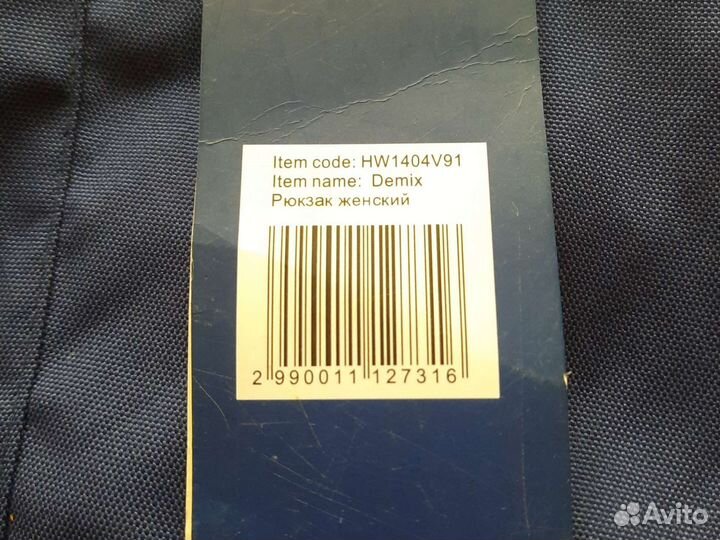 Item code: HW1404V91
Item name: Demix
Рюкзак женский
2 990011 127316
Avito